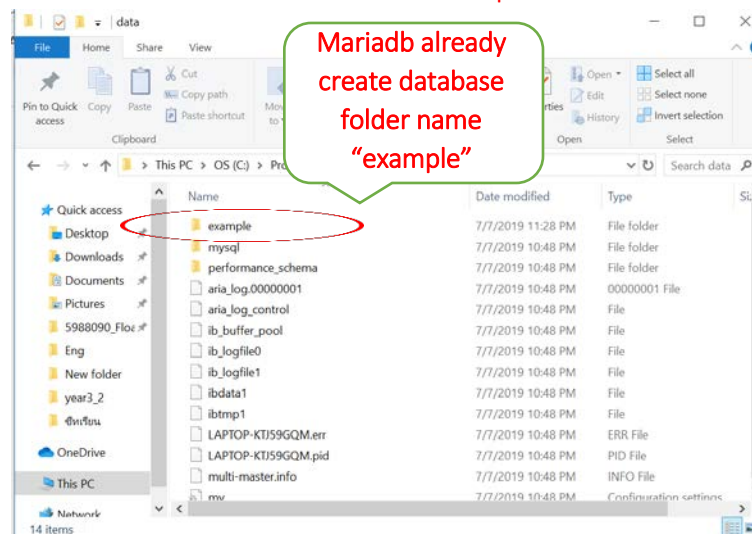 data
File Home Share View
Mariadb already
create database
folder name
“example”
Pin to Quick access
Copy
Paste
Cut
Copy path
Paste shortcut
Clipboard
Open
Edit
History
Open
Select all
Select none
Invert selection
Select
This PC > OS (C:) >
Search data
Name Date modified Type
Quick access
Desktop
Downloads
Documents
Pictures
Eng
New folder
year3_2
ชีทเรียน
OneDrive
This PC
Network
example 7/7/2019 11:28 PM File folder
mysql 7/7/2019 10:48 PM File folder
performance_schema 7/7/2019 10:48 PM File folder
aria_log.00000001 7/7/2019 10:48 PM 00000001 File
aria_log_control 7/7/2019 10:48 PM File
ib_buffer_pool 7/7/2019 10:48 PM File
ib_logfile0 7/7/2019 10:48 PM File
ib_logfile1 7/7/2019 10:48 PM File
ibdata1 7/7/2019 10:48 PM File
ibtmp1 7/7/2019 10:48 PM File
LAPTOP-KTJ59GQM.err 7/7/2019 10:48 PM ERR File
LAPTOP-KTJ59GQM.pid 7/7/2019 10:48 PM PID File
multi-master.info 7/7/2019 10:48 PM INFO File
my 7/7/2019 10:48 PM Configuration settings
14 items